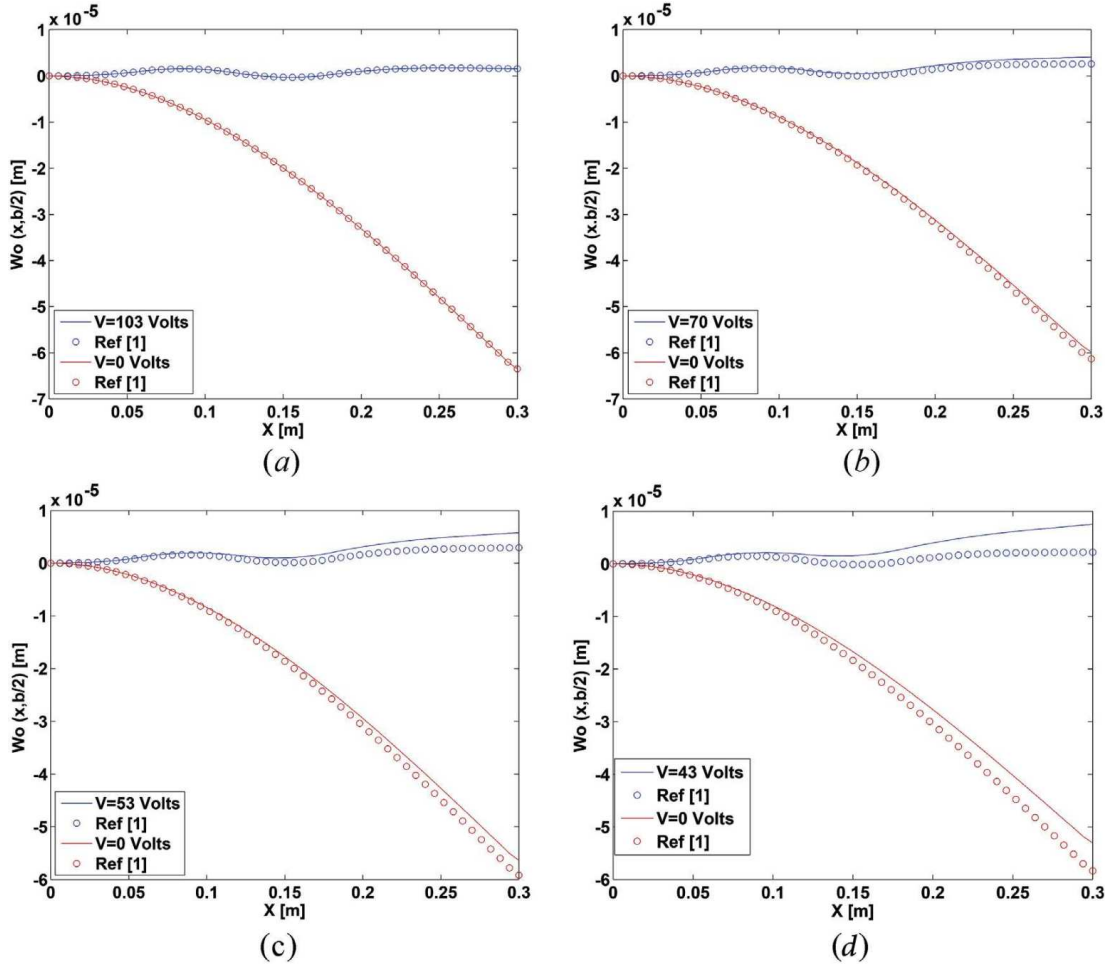 x 10⁻⁵
1
0
-1
-2
-3
-4
-5
-6
-7
Wo (x,b/2) [m]
V=103 Volts
Ref [1]
V=0 Volts
Ref [1]
0 0.05 0.1 0.15 0.2 0.25 0.3
X [m]
(a)
x 10⁻⁵
1
0
-1
-2
-3
-4
-5
-6
-7
Wo (x.b/2) [m]
V=70 Volts
Ref [1]
V=0 Volts
Ref [1]
0 0.05 0.1 0.15 0.2 0.25 0.3
X [m]
(b)
x 10⁻⁵
1
0
-1
-2
-3
-4
-5
-6
Wo (x,b/2) [m]
V=53 Volts
Ref [1]
V=0 Volts
Ref [1]
0 0.05 0.1 0.15 0.2 0.25 0.3
X [m]
(c)
x 10⁻⁵
1
0
-1
-2
-3
-4
-5
-6
Wo (x,b/2) [m]
V=43 Volts
Ref [1]
V=0 Volts
Ref [1]
0 0.05 0.1 0.15 0.2 0.25 0.3
X [m]
(d)